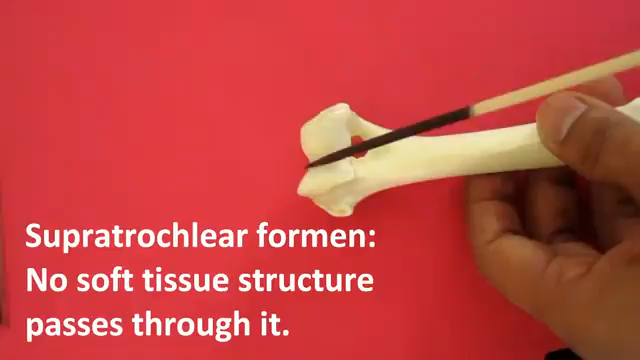 Supratrochlear formen:
No soft tissue structure
passes through it.